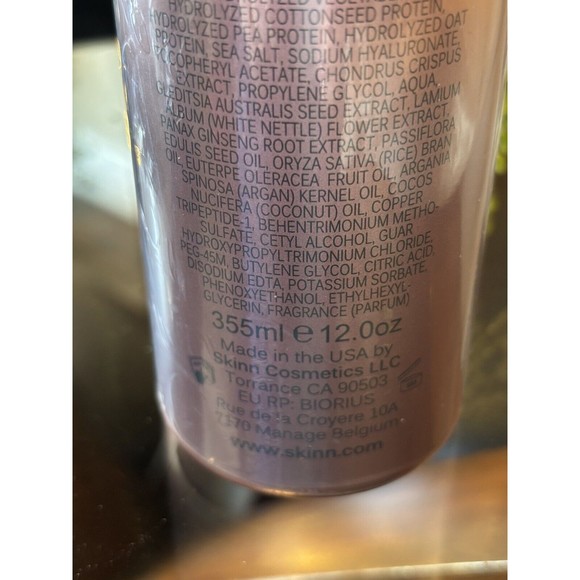 HYDROLYZED COTTONSEED PROTEIN,
HYDROLYZED PEA PROTEIN, HYDROLYZED OAT
PROTEIN, SEA SALT, SODIUM HYALURONATE,
TOCOPHERYL ACETATE, CHONDRUS CRISPUS
EXTRACT, PROPYLENE GLYCOL, AQUA,
GLEDITSIA AUSTRALIS SEED EXTRACT, LAMIUM
ALBUM (WHITE NETTLE) FLOWER EXTRACT,
PANAX GINSENG ROOT EXTRACT, PASSIFLORA
EDULIS SEED OIL, ORYZA SATIVA (RICE) BRAN
OIL, EUTERPE OLERACEA FRUIT OIL, ARGANIA
SPINOSA (ARGAN) KERNEL OIL, COCOS
NUCIFERA (COCONUT) OIL, COPPER
TRIPEPTIDE-1, BEHENTRIMONIUM METHO-
SULFATE, CETYL ALCOHOL, GUAR
HYDROXYPROPYLTRIMONIUM CHLORIDE,
PEG-45M, BUTYLENE GLYCOL, CITRIC ACID,
DISODIUM EDTA, POTASSIUM SORBATE,
PHENOXYETHANOL, ETHYLHEXYL-
GLYCERIN, FRAGRANCE (PARFUM)
355ml e 12.0oz
Made in the USA by
Skinn Cosmetics LLC
Torrance CA 90503
EU RP: BIORIUS
Rue de la Croyere 10A
7170 Manage Belgium
www.skinn.com